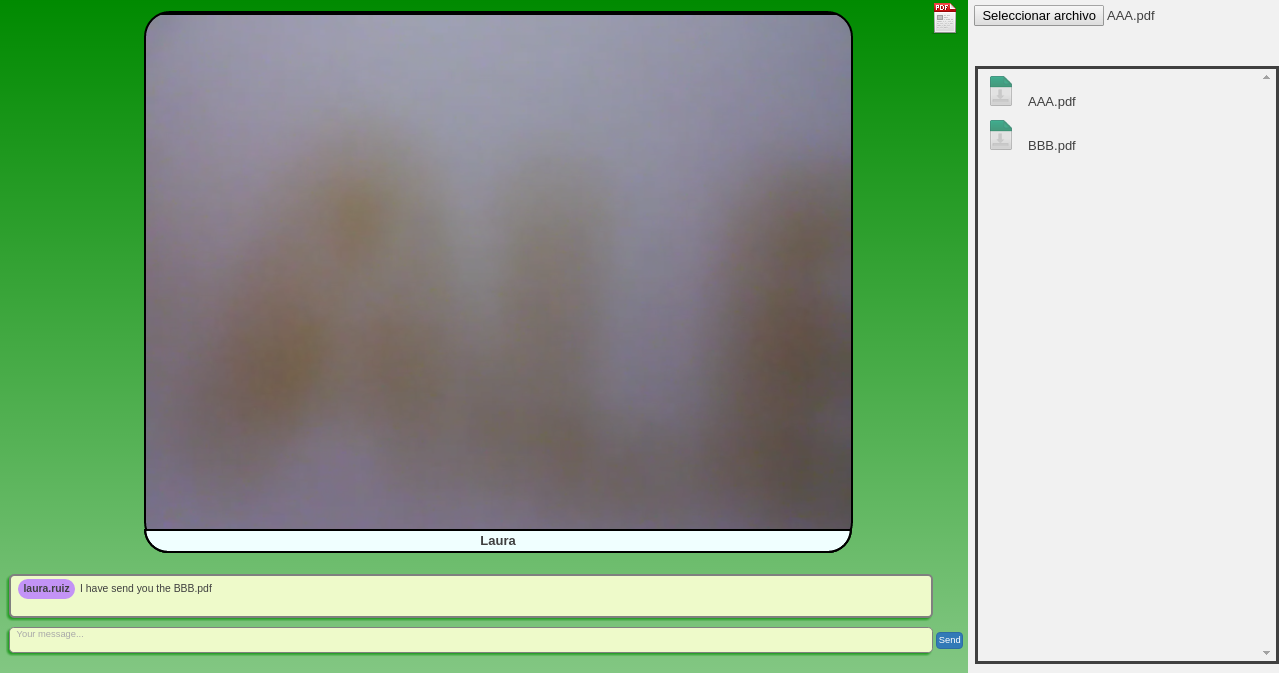 PDF
Seleccionar archivo AAA.pdf
AAA.pdf
BBB.pdf
Laura
laura.ruiz I have send you the BBB.pdf
Your message...
Send